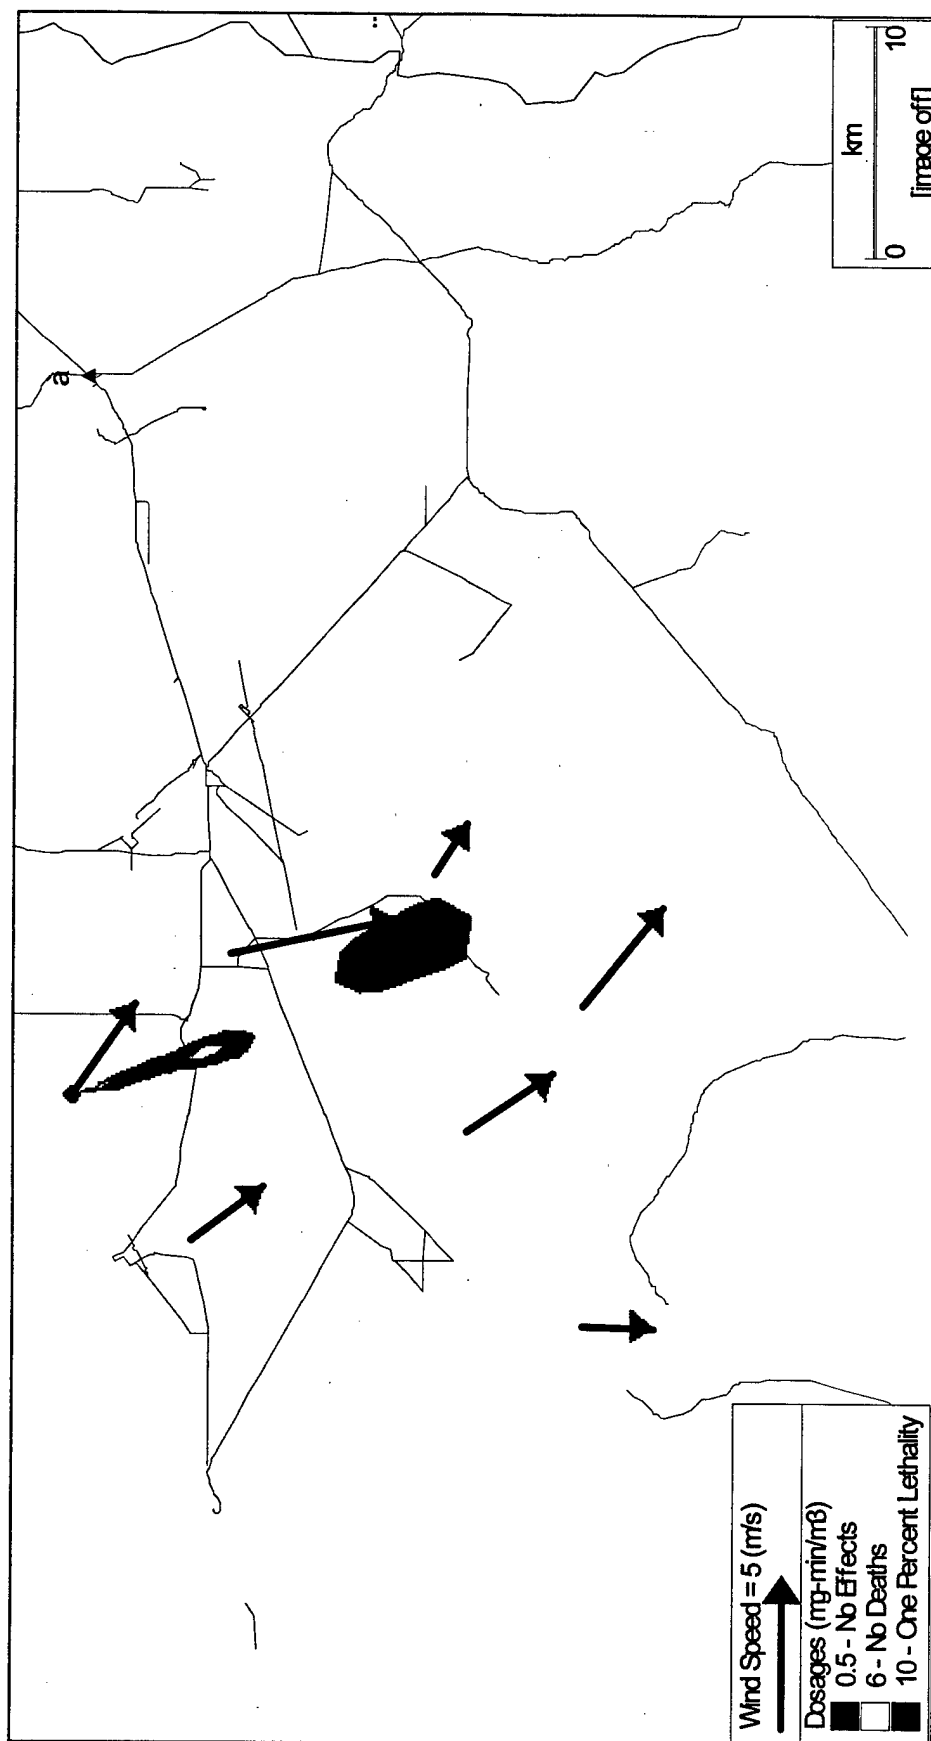 a
km
0 10
[image off]
Wind Speed = 5 (m/s)
Dosages (mg-min/m3)
0.5 - No Effects
6 - No Deaths
10 - One Percent Lethality